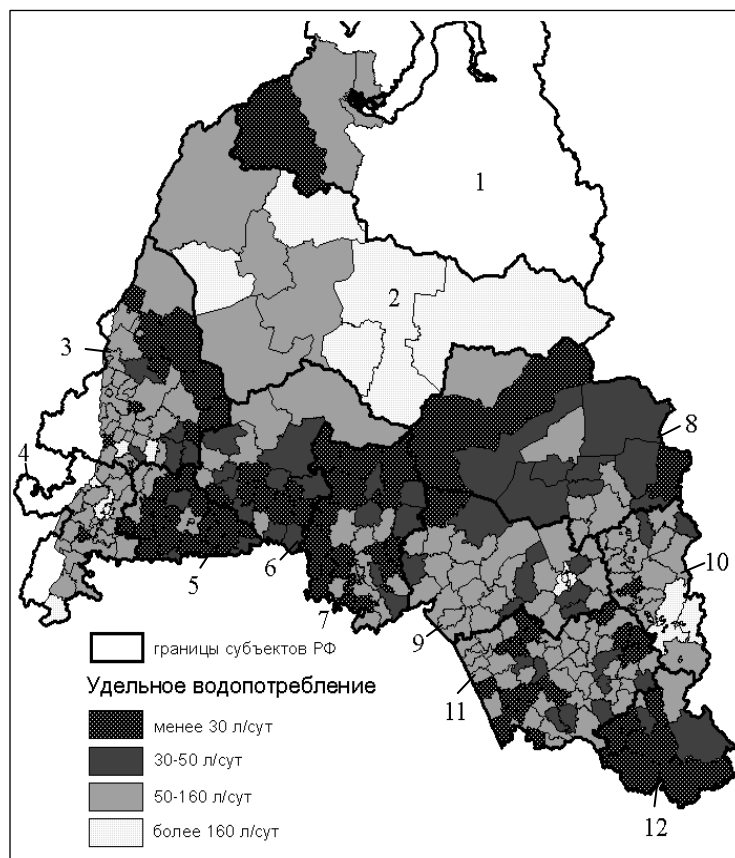 1
2
3
8
4
10
5
6
7
9
11
12
границы субъектов РФ
Удельное водопотребление
менее 30 л/сут
30-50 л/сут
50-160 л/сут
более 160 л/сут